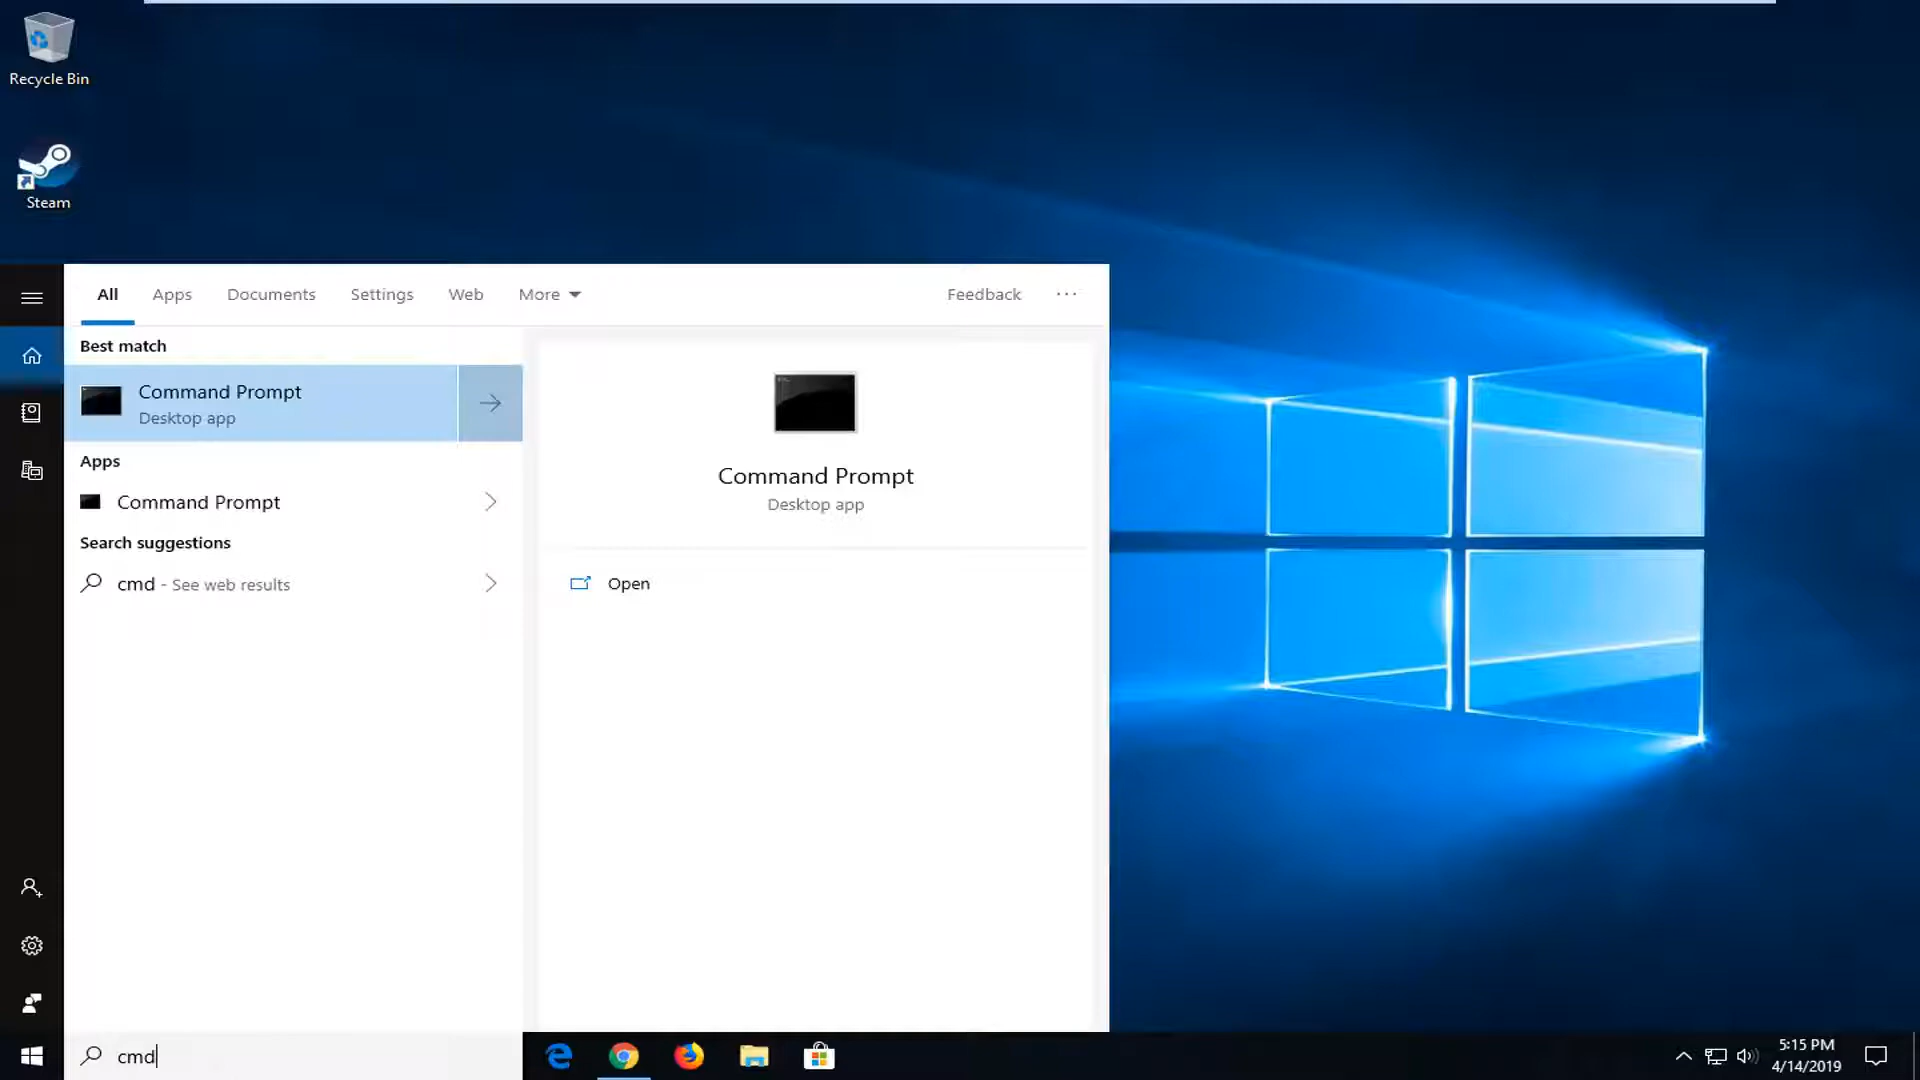 Recycle Bin
Steam
All Apps Documents Settings Web More Feedback ...
Best match
Command Prompt
Desktop app
Apps
Command Prompt
Search suggestions
cmd - See web results
Command Prompt
Desktop app
Open
cmd
5:15 PM
4/14/2019